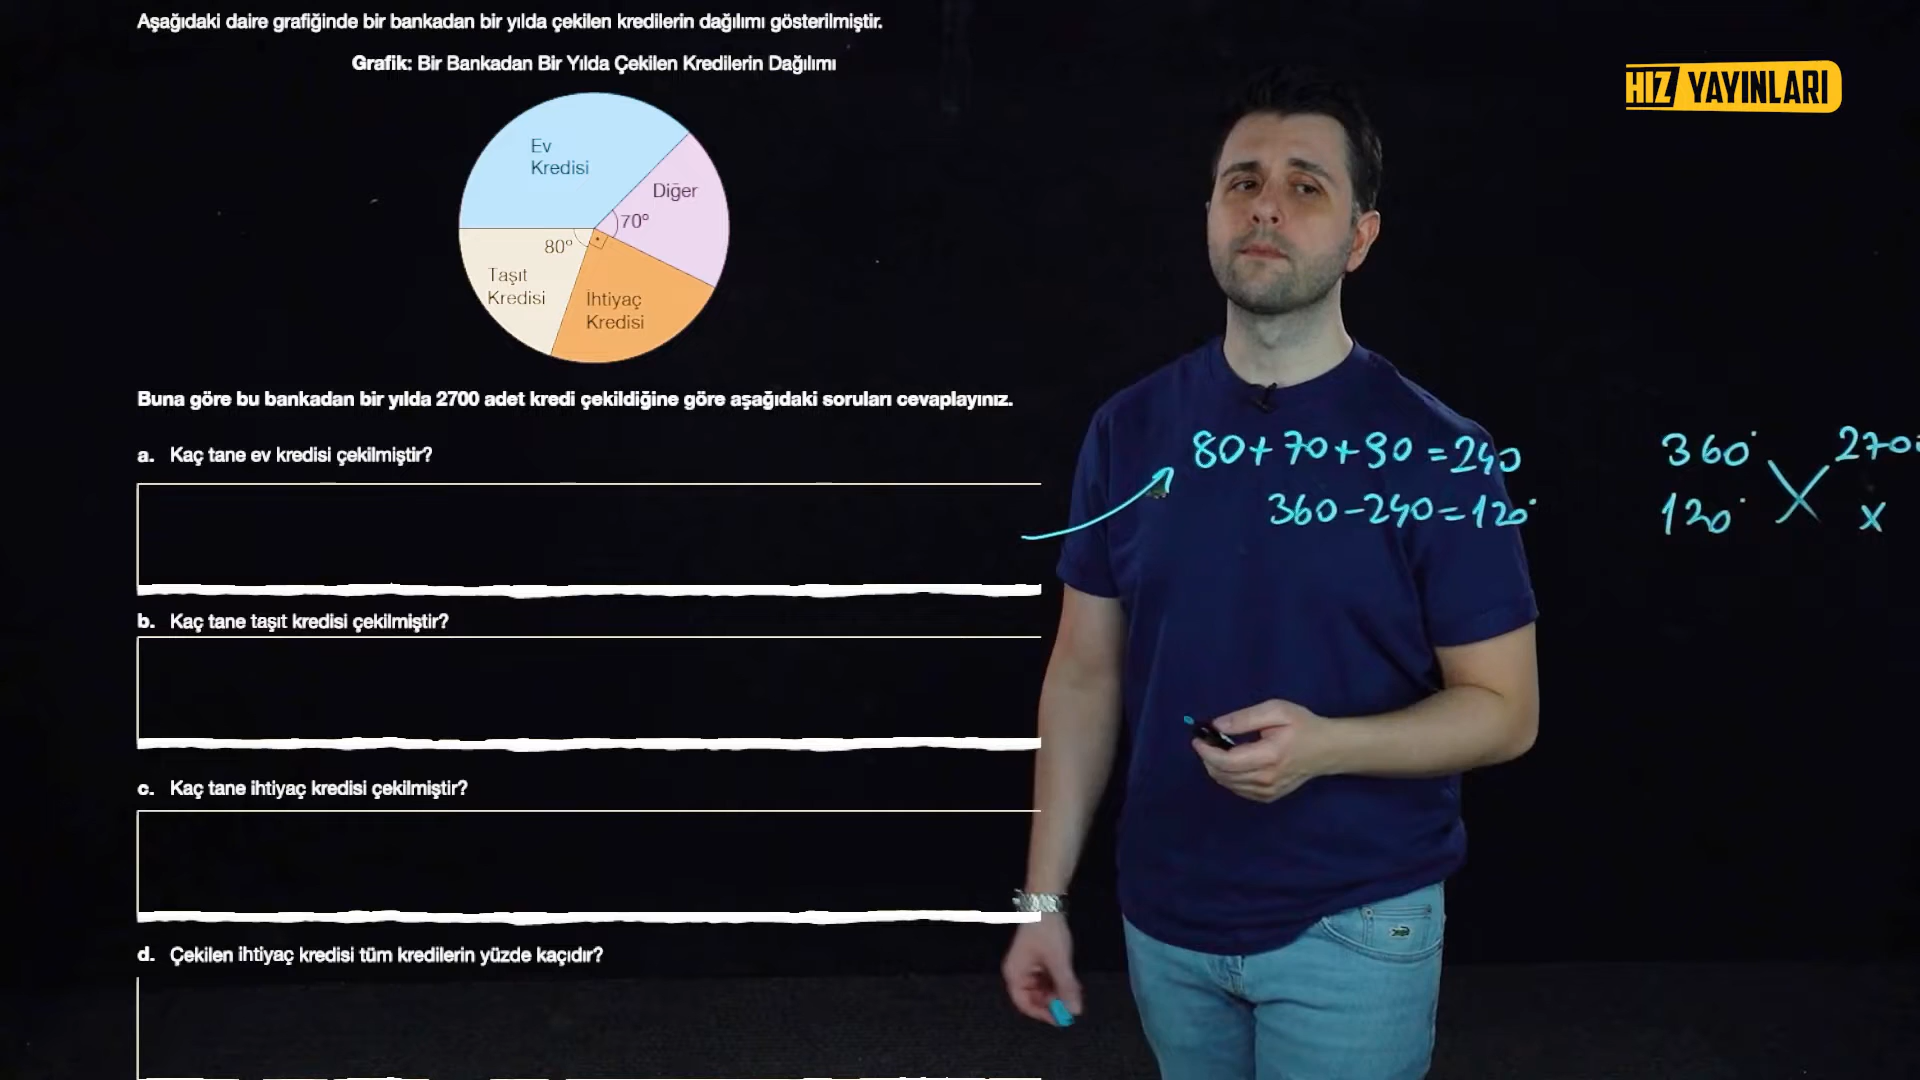 Aşağıdaki daire grafiğinde bir bankadan bir yılda çekilen kredilerin dağılımı gösterilmiştir.
Grafik: Bir Bankadan Bir Yılda Çekilen Kredilerin Dağılımı
HIZ YAYINLARI
Ev
Kredisi
Diğer
70°
80°
Taşıt
Kredisi
İhtiyaç
Kredisi
Buna göre bu bankadan bir yılda 2700 adet kredi çekildiğine göre aşağıdaki soruları cevaplayınız.
a. Kaç tane ev kredisi çekilmiştir?
80+70+90=240
360-240=120°
360° 2700
120° x
b. Kaç tane taşıt kredisi çekilmiştir?
c. Kaç tane ihtiyaç kredisi çekilmiştir?
d. Çekilen ihtiyaç kredisi tüm kredilerin yüzde kaçıdır?